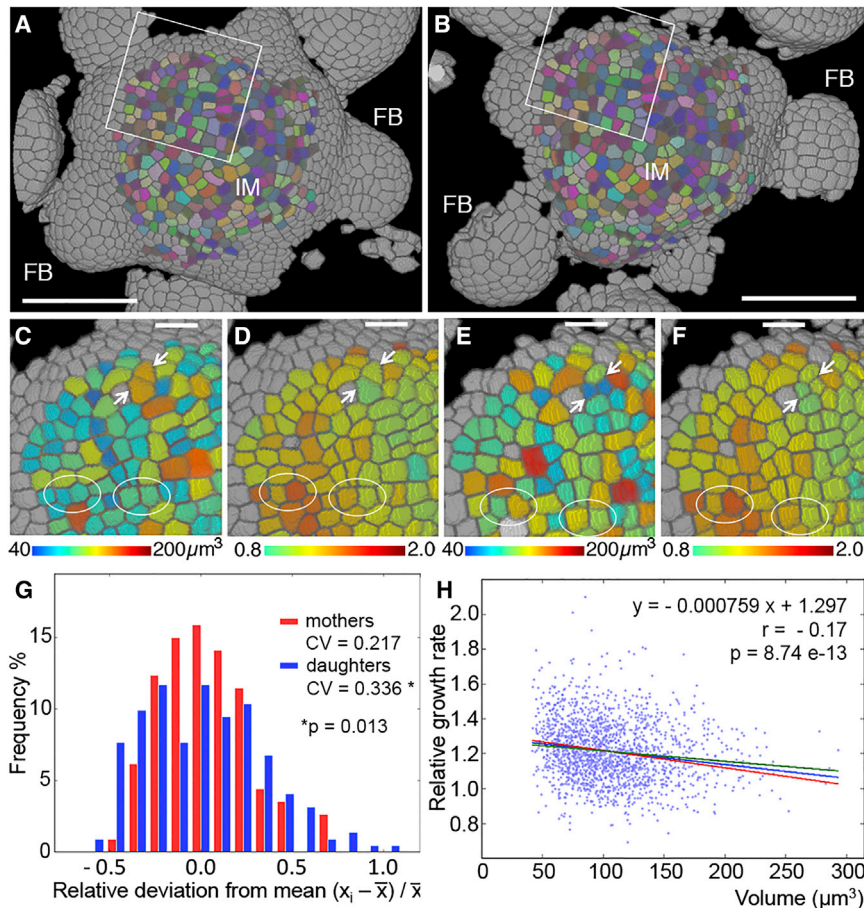 A
IM
FB
FB
B
IM
FB
FB
C
40 200µm³
D
0.8 2.0
E
40 200µm³
F
0.8 2.0
G
mothers
CV = 0.217
daughters
CV = 0.336 *
*p = 0.013
Frequency %
15
10
5
0
- 0.5 0.0 0.5 1.0
Relative deviation from mean (xᵢ – x̅) / x̅
H
y = - 0.000759 x + 1.297
r = - 0.17
p = 8.74 e-13
Relative growth rate
2.0
1.8
1.6
1.4
1.2
1.0
0.8
0 50 100 150 200 250 300
Volume (µm³)